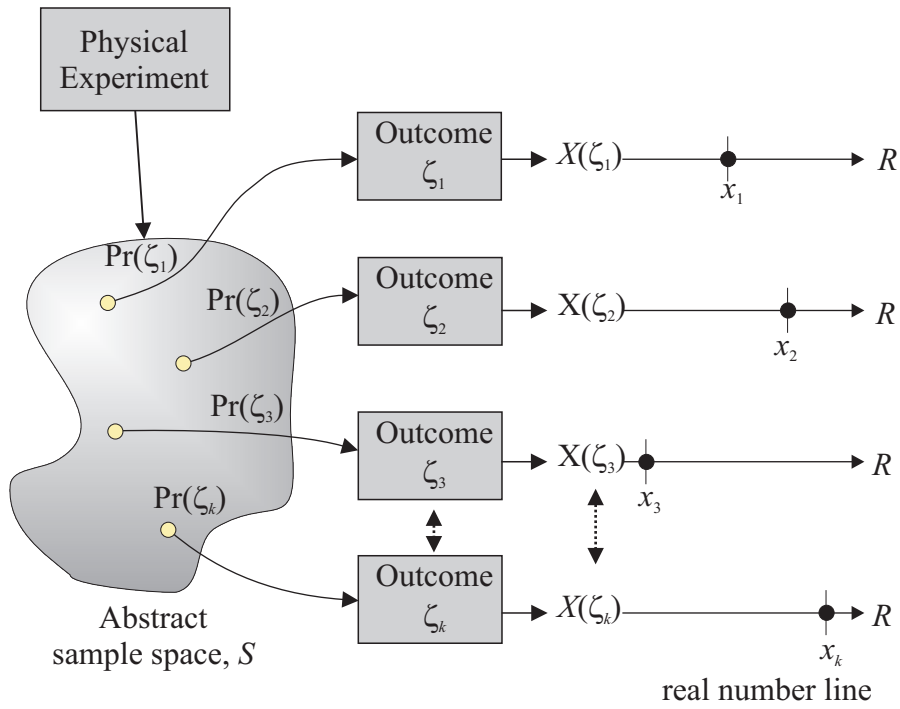 Physical
Experiment
Pr(ζ₁)
Outcome
ζ₁
X(ζ₁)
x₁
R
Pr(ζ₂)
Outcome
ζ₂
X(ζ₂)
x₂
R
Pr(ζ₃)
Outcome
ζ₃
X(ζ₃)
x₃
R
Pr(ζₖ)
Outcome
ζₖ
X(ζₖ)
xₖ
R
Abstract
sample space, S
real number line